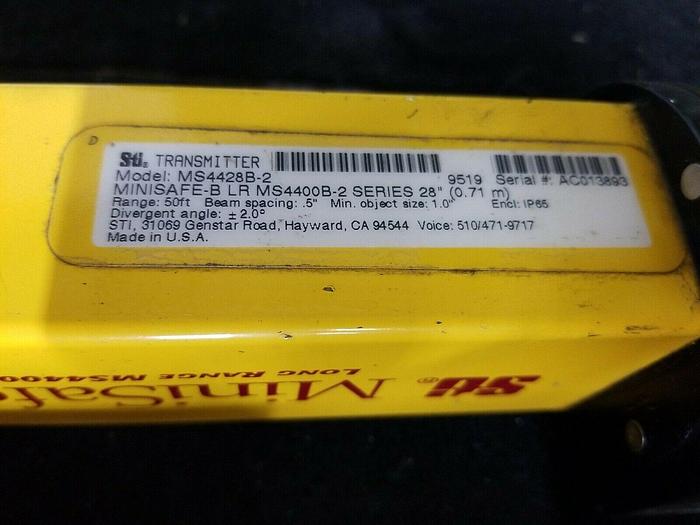 STI® TRANSMITTER
Model: MS4428B-2 9519 Serial #: AC013893
MINISAFE-B LR MS4400B-2 SERIES 28" (0.71 m)
Range: 50ft Beam spacing: .5" Min. object size: 1.0" Encl: IP65
Divergent angle: ± 2.0°
STI, 31069 Genstar Road, Hayward, CA 94544 Voice: 510/471-9717
Made in U.S.A.
STI® MiniSafe
LONG RANGE MS4400